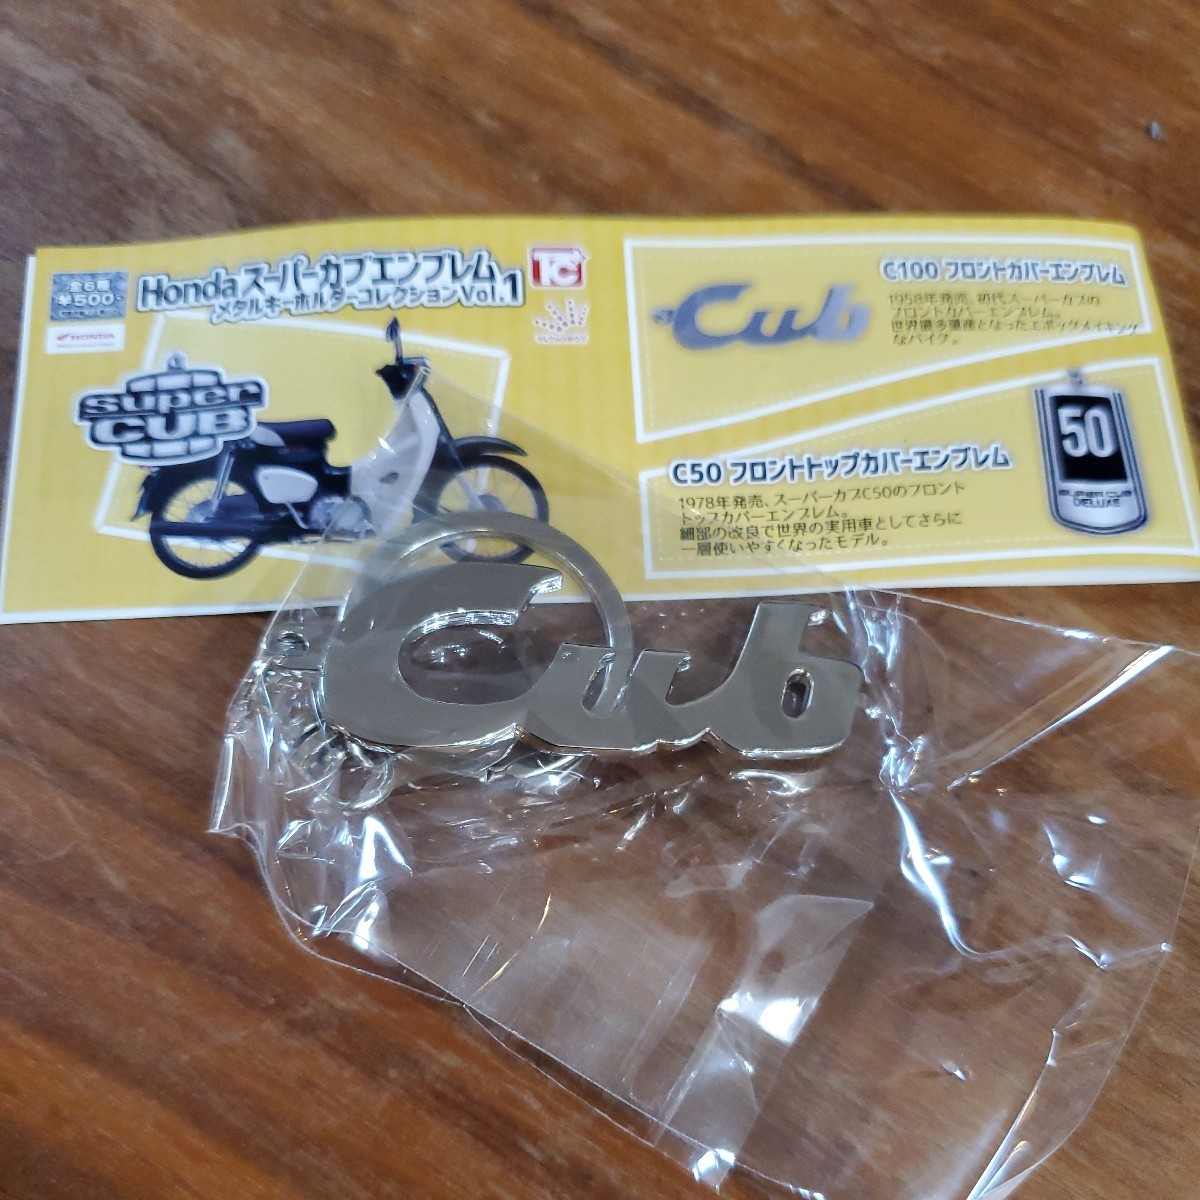 全6種
¥500
HONDA
Honda スーパーカブエンブレム
メタルキーホルダーコレクションVol.1
TC
super
CUB
C100 フロントカバーエンブレム
Cub
1958年発売、初代スーパーカブの
フロントカバーエンブレム。
世界最多量産となったエポックメイキング
なバイク。
C50 フロントトップカバーエンブレム
1978年発売、スーパーカブC50のフロント
トップカバーエンブレム。
細部の改良で世界の実用車としてさらに
一層使いやすくなったモデル。
50
SUPER CUB
DELUXE
Cub